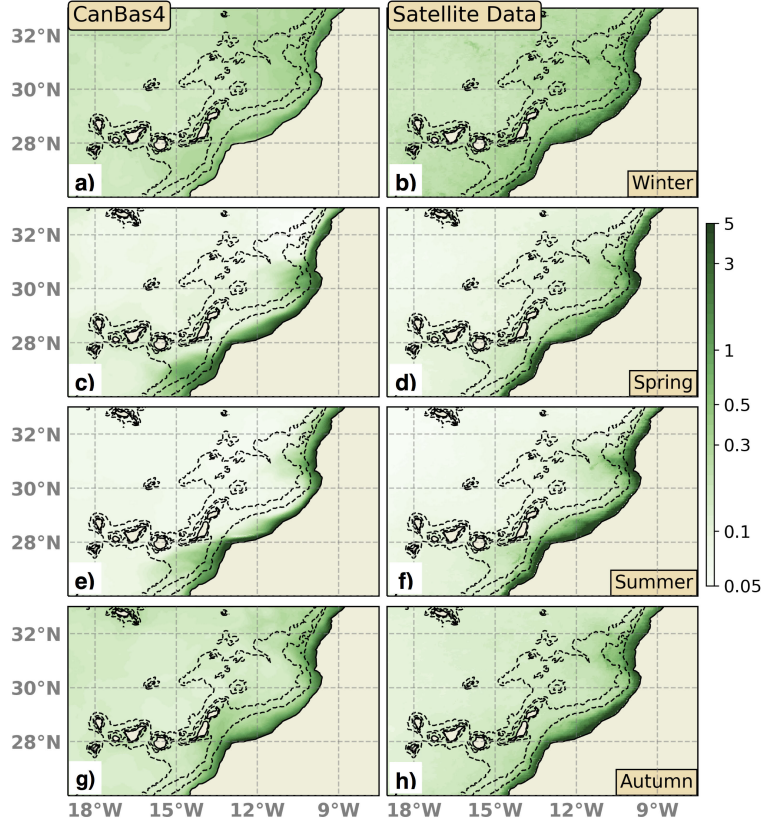 CanBas4 Satellite Data
32°N
30°N
28°N
a) b) Winter
32°N
30°N
28°N
c) d) Spring
32°N
30°N
28°N
e) f) Summer
32°N
30°N
28°N
g) h) Autumn
18°W 15°W 12°W 9°W 18°W 15°W 12°W 9°W
5
3
1
0.5
0.3
0.1
0.05